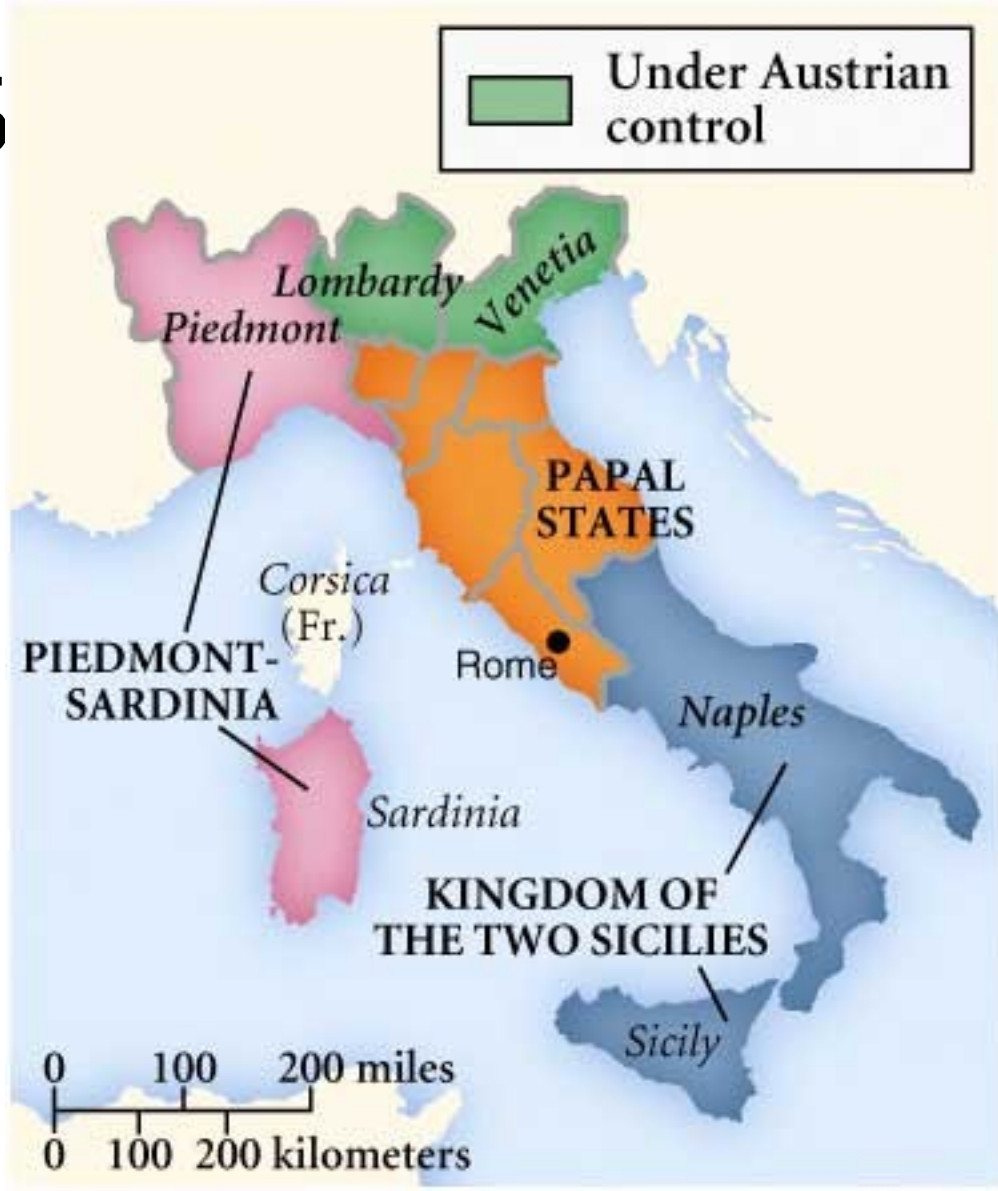 Under Austrian
control
Lombardy
Venetia
Piedmont
PAPAL
STATES
Corsica
(Fr.)
PIEDMONT-
SARDINIA
Rome
Naples
Sardinia
KINGDOM OF
THE TWO SICILIES
Sicily
0 100 200 miles
0 100 200 kilometers